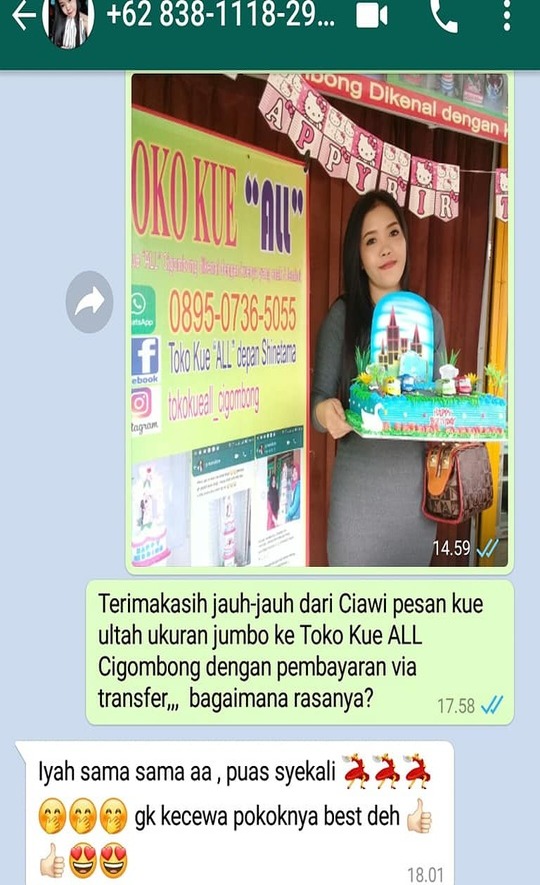 +62 838-1118-29...
bong Dikenal dengan
APPY BIR
OKO KUE "ALL"
0895-0736-5055
atsApp
Toko Kue "ALL" depan Shinetama
ebook
tokokueall_cigombong
tagram
HAPPY
WEDDING
14.59
Terimakasih jauh-jauh dari Ciawi pesan kue
ultah ukuran jumbo ke Toko Kue ALL
Cigombong dengan pembayaran via
transfer,,, bagaimana rasanya?
17.58
Iyah sama sama aa , puas syekali 💃💃💃
🤭🤭🤭 gk kecewa pokoknya best deh 👍🏻
👍🏻😍😍
18.01